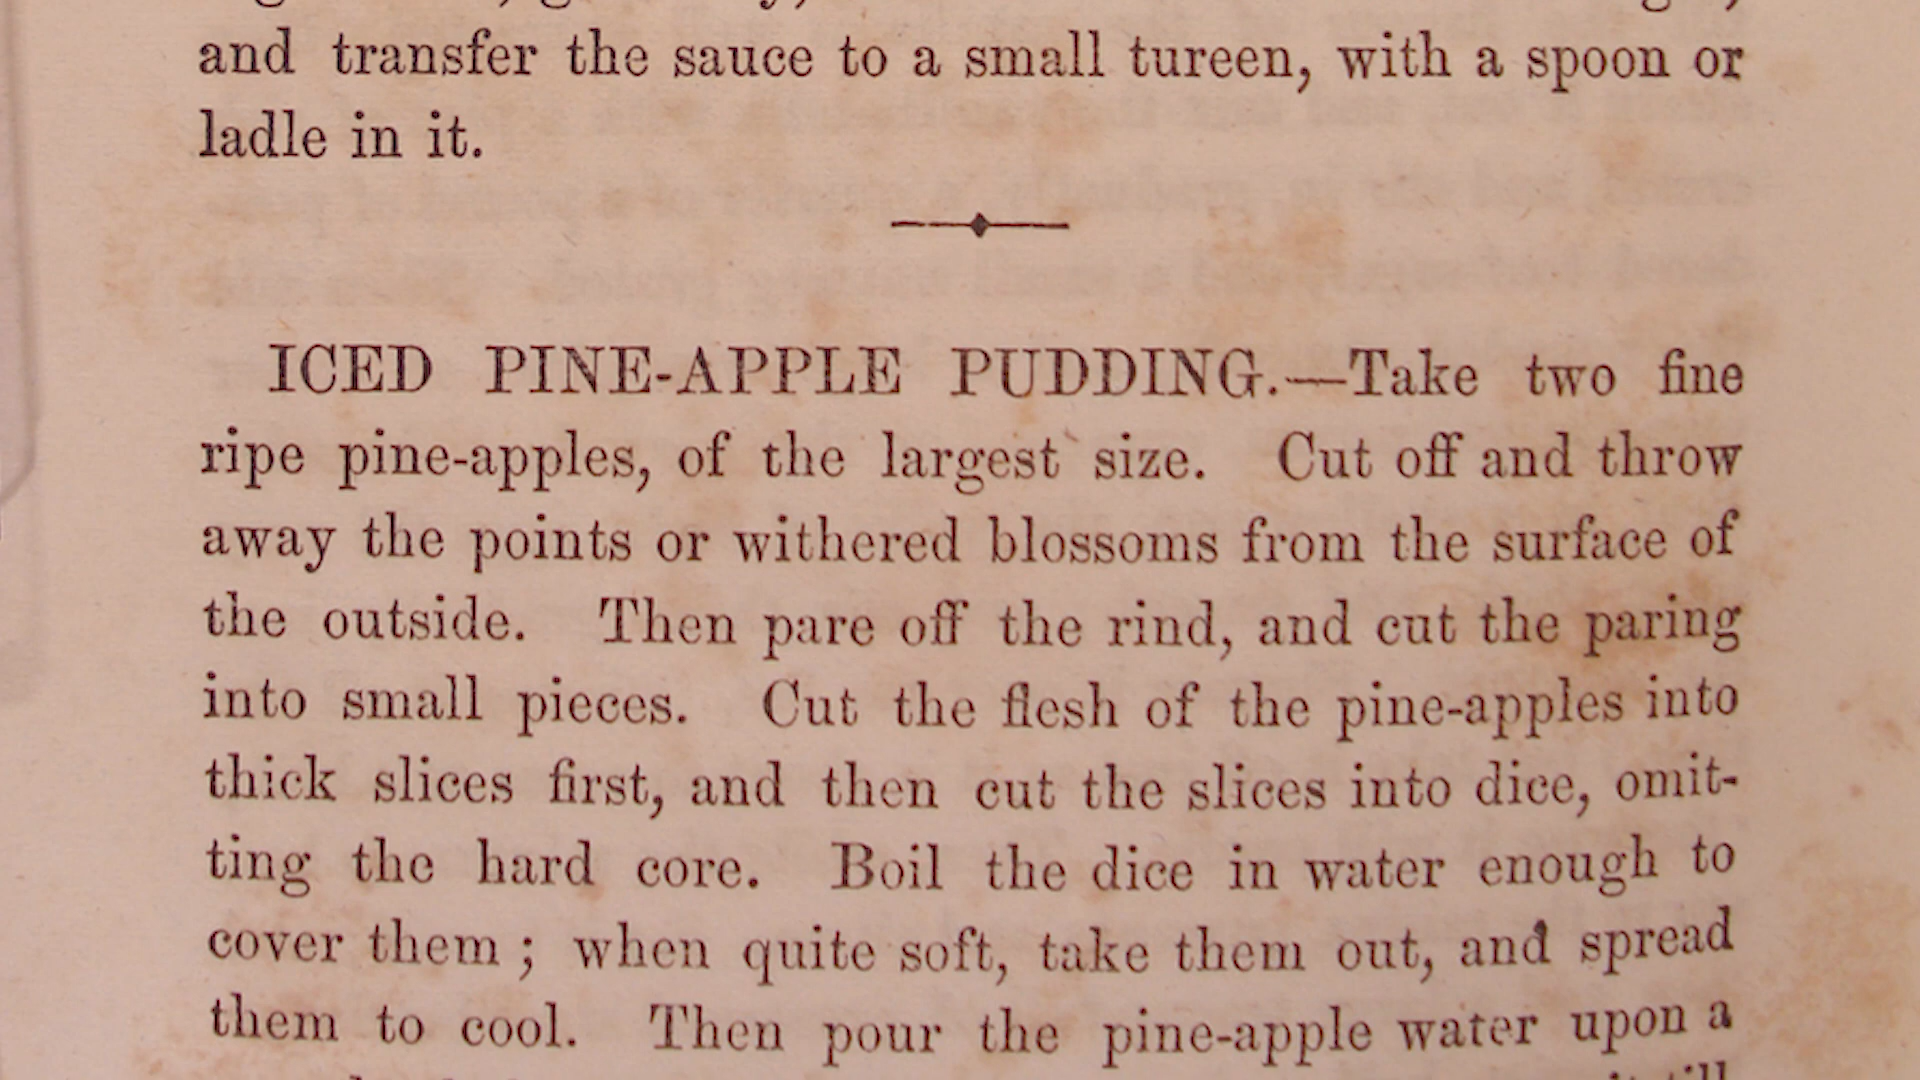 and transfer the sauce to a small tureen, with a spoon or
ladle in it.
ICED PINE-APPLE PUDDING.—Take two fine
ripe pine-apples, of the largest size. Cut off and throw
away the points or withered blossoms from the surface of
the outside. Then pare off the rind, and cut the paring
into small pieces. Cut the flesh of the pine-apples into
thick slices first, and then cut the slices into dice, omit-
ting the hard core. Boil the dice in water enough to
cover them ; when quite soft, take them out, and spread
them to cool. Then pour the pine-apple water upon a